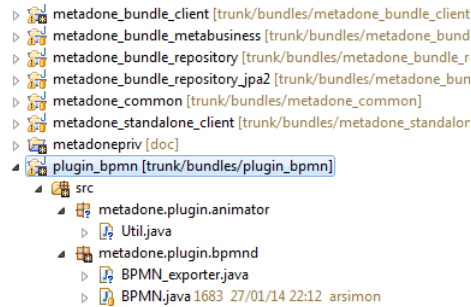 metadone_bundle_client [trunk/bundles/metadone_bundle_client
metadone_bundle_metabusiness [trunk/bundles/metadone_bund
metadone_bundle_repository [trunk/bundles/metadone_bundle_r
metadone_bundle_repository_jpa2 [trunk/bundles/metadone_bun
metadone_common [trunk/bundles/metadone_common]
metadone_standalone_client [trunk/bundles/metadone_standalon
metadonepriv [doc]
plugin_bpmn [trunk/bundles/plugin_bpmn]
src
metadone.plugin.animator
Util.java
metadone.plugin.bpmnd
BPMN_exporter.java
BPMN.java 1683 27/01/14 22:12 arsimon